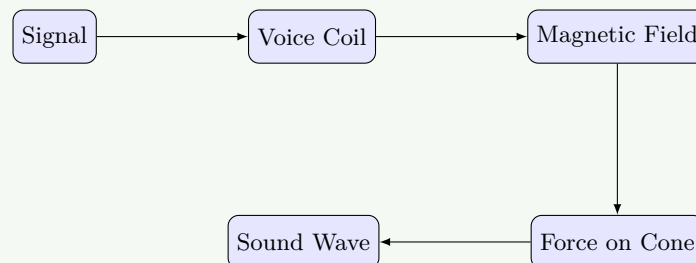 Signal
Voice Coil
Magnetic Field
Sound Wave
Force on Cone